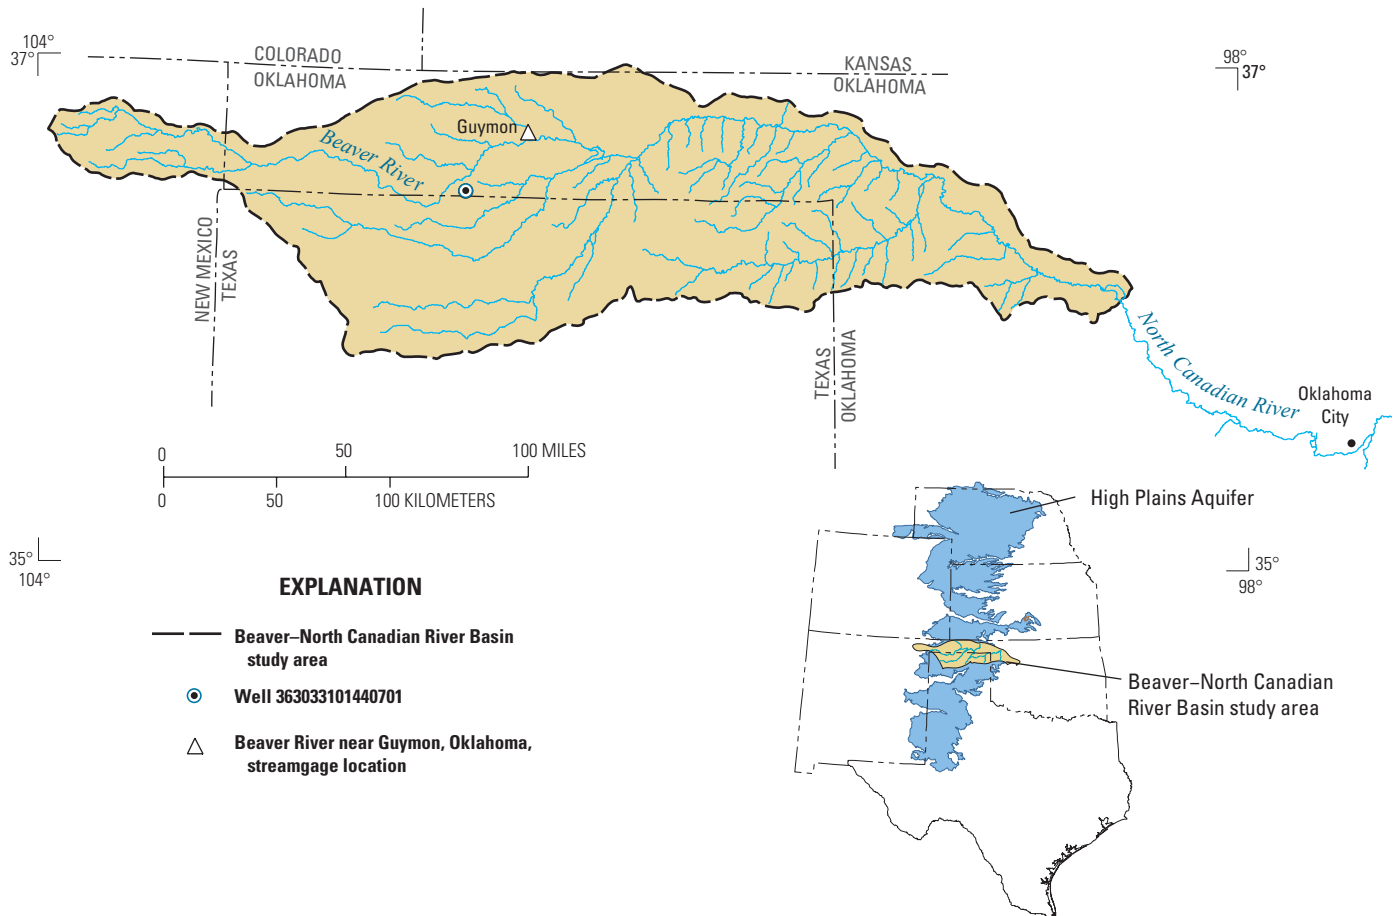 104°
37°
COLORADO
OKLAHOMA
KANSAS
OKLAHOMA
98°
37°
Guymon
Beaver River
NEW MEXICO
TEXAS
TEXAS
OKLAHOMA
North Canadian River
Oklahoma
City
0
50
100 MILES
0
50
100 KILOMETERS
High Plains Aquifer
35°
104°
35°
98°
EXPLANATION
Beaver–North Canadian River Basin
study area
Well 363033101440701
Beaver River near Guymon, Oklahoma,
streamgage location
Beaver–North Canadian
River Basin study area